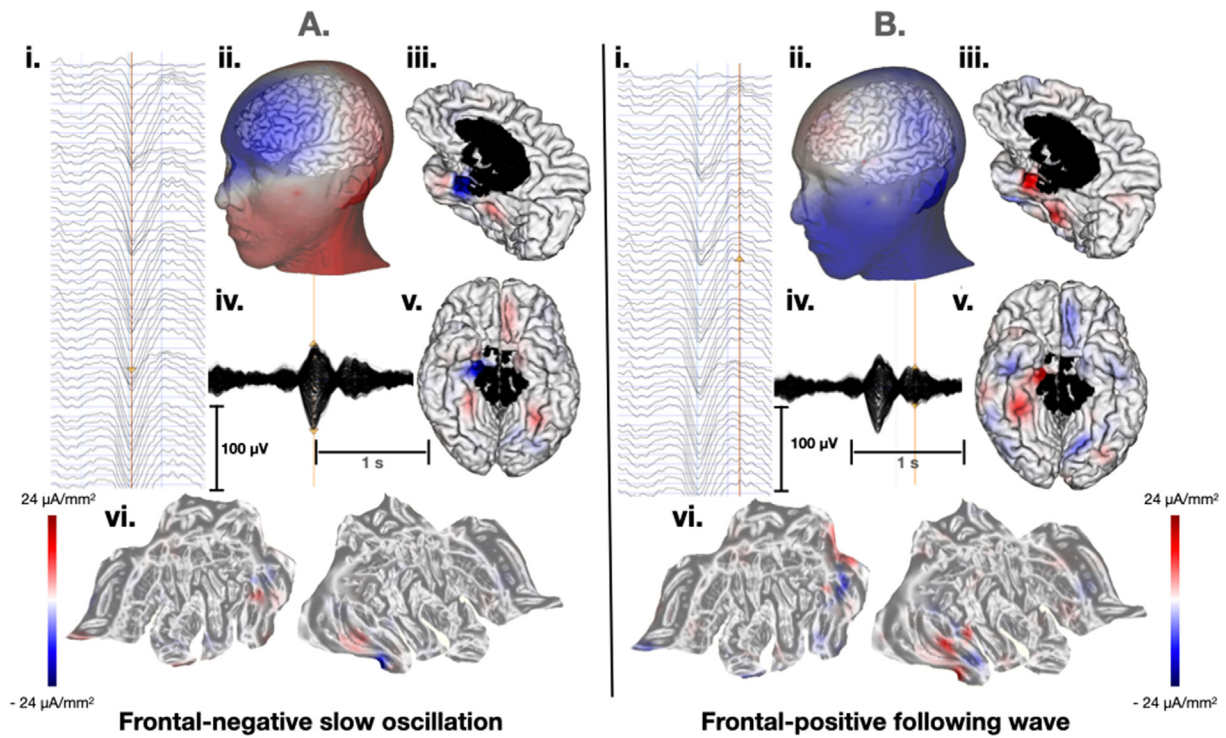 A.
B.
i.
ii.
iii.
i.
ii.
iii.
iv.
v.
iv.
v.
100 µV
1 s
100 µV
1 s
24 µA/mm²
vi.
vi.
24 µA/mm²
- 24 µA/mm²
- 24 µA/mm²
Frontal-negative slow oscillation
Frontal-positive following wave